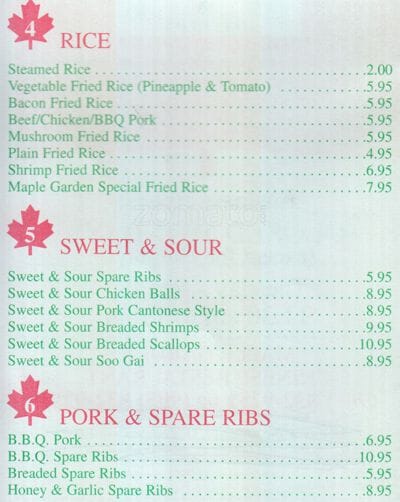 4 RICE
Steamed Rice ........ 2.00
Vegetable Fried Rice (Pineapple & Tomato) ........ 5.95
Bacon Fried Rice ........ 5.95
Beef/Chicken/BBQ Pork ........ 5.95
Mushroom Fried Rice ........ 5.95
Plain Fried Rice ........ 4.95
Shrimp Fried Rice ........ 6.95
Maple Garden Special Fried Rice ........ 7.95
zomato
5 SWEET & SOUR
Sweet & Sour Spare Ribs ........ 5.95
Sweet & Sour Chicken Balls ........ 8.95
Sweet & Sour Pork Cantonese Style ........ 8.95
Sweet & Sour Breaded Shrimps ........ 9.95
Sweet & Sour Breaded Scallops ........ 10.95
Sweet & Sour Soo Gai ........ 8.95
6 PORK & SPARE RIBS
B.B.Q. Pork ........ 6.95
B.B.Q. Spare Ribs ........ 10.95
Breaded Spare Ribs ........ 5.95
Honey & Garlic Spare Ribs ........ 8.95